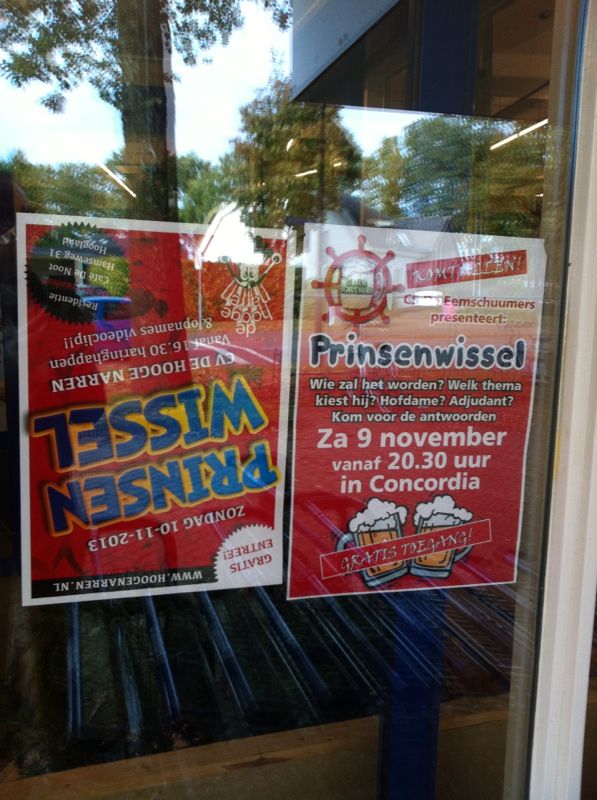 WWW.HOOGENARREN.NL
GRATIS
ENTREE!
ZONDAG 10-11-2013
PRINSEN
WISSEL
CV DE HOOGE NARREN
Vanaf 16.30 haringhappen
& opnames videoclip!!
Residentie
Café De Noot
Hamseweg 31
Hoogland
de
hooge
KOMT ALLEN!
Eemschuumers
presenteert:
Prinsenwissel
Wie zal het worden? Welk thema
kiest hij? Hofdame? Adjudant?
Kom voor de antwoorden
Za 9 november
vanaf 20.30 uur
in Concordia
GRATIS TOEGANG!